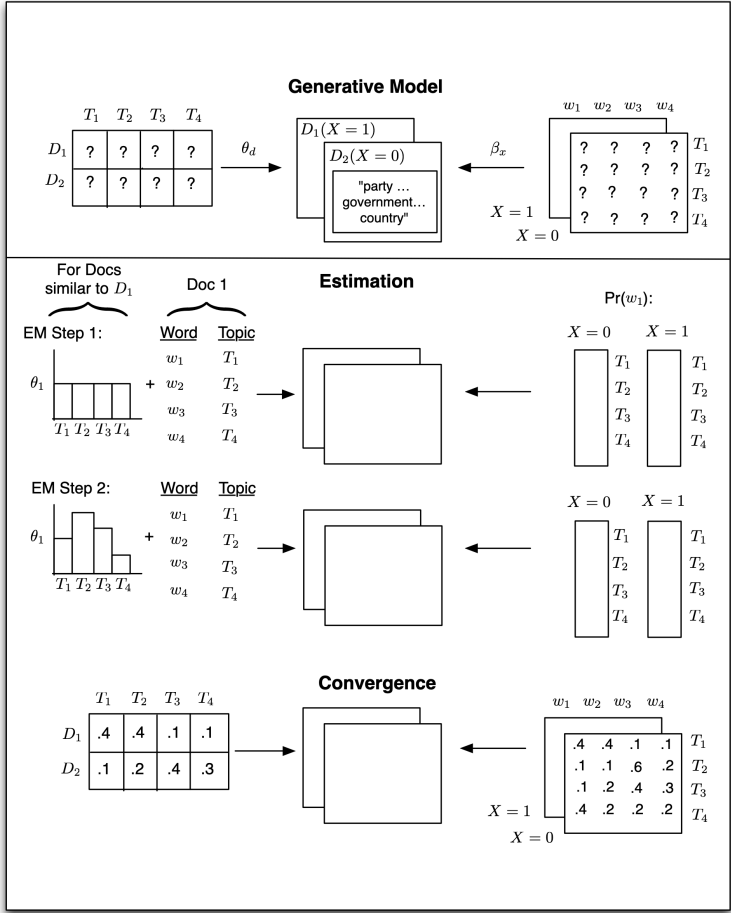 Generative Model
T1 T2 T3 T4
D1 ? ? ? ?
D2 ? ? ? ?
θd
D1(X = 1)
D2(X = 0)
"party ...
government...
country"
βx
w1 w2 w3 w4
? ? ? ? T1
? ? ? ? T2
? ? ? ? T3
? ? ? ? T4
X = 1
X = 0
Estimation
For Docs
similar to D1
Doc 1
Pr(w1):
EM Step 1:
θ1
T1 T2 T3 T4
+
Word Topic
w1 T1
w2 T2
w3 T3
w4 T4
X = 0 X = 1
T1 T1
T2 T2
T3 T3
T4 T4
EM Step 2:
θ1
T1 T2 T3 T4
+
Word Topic
w1 T1
w2 T2
w3 T3
w4 T4
X = 0 X = 1
T1 T1
T2 T2
T3 T3
T4 T4
Convergence
T1 T2 T3 T4
D1 .4 .4 .1 .1
D2 .1 .2 .4 .3
w1 w2 w3 w4
.4 .4 .1 .1 T1
.1 .1 .6 .2 T2
.1 .2 .4 .3 T3
.4 .2 .2 .2 T4
X = 1
X = 0